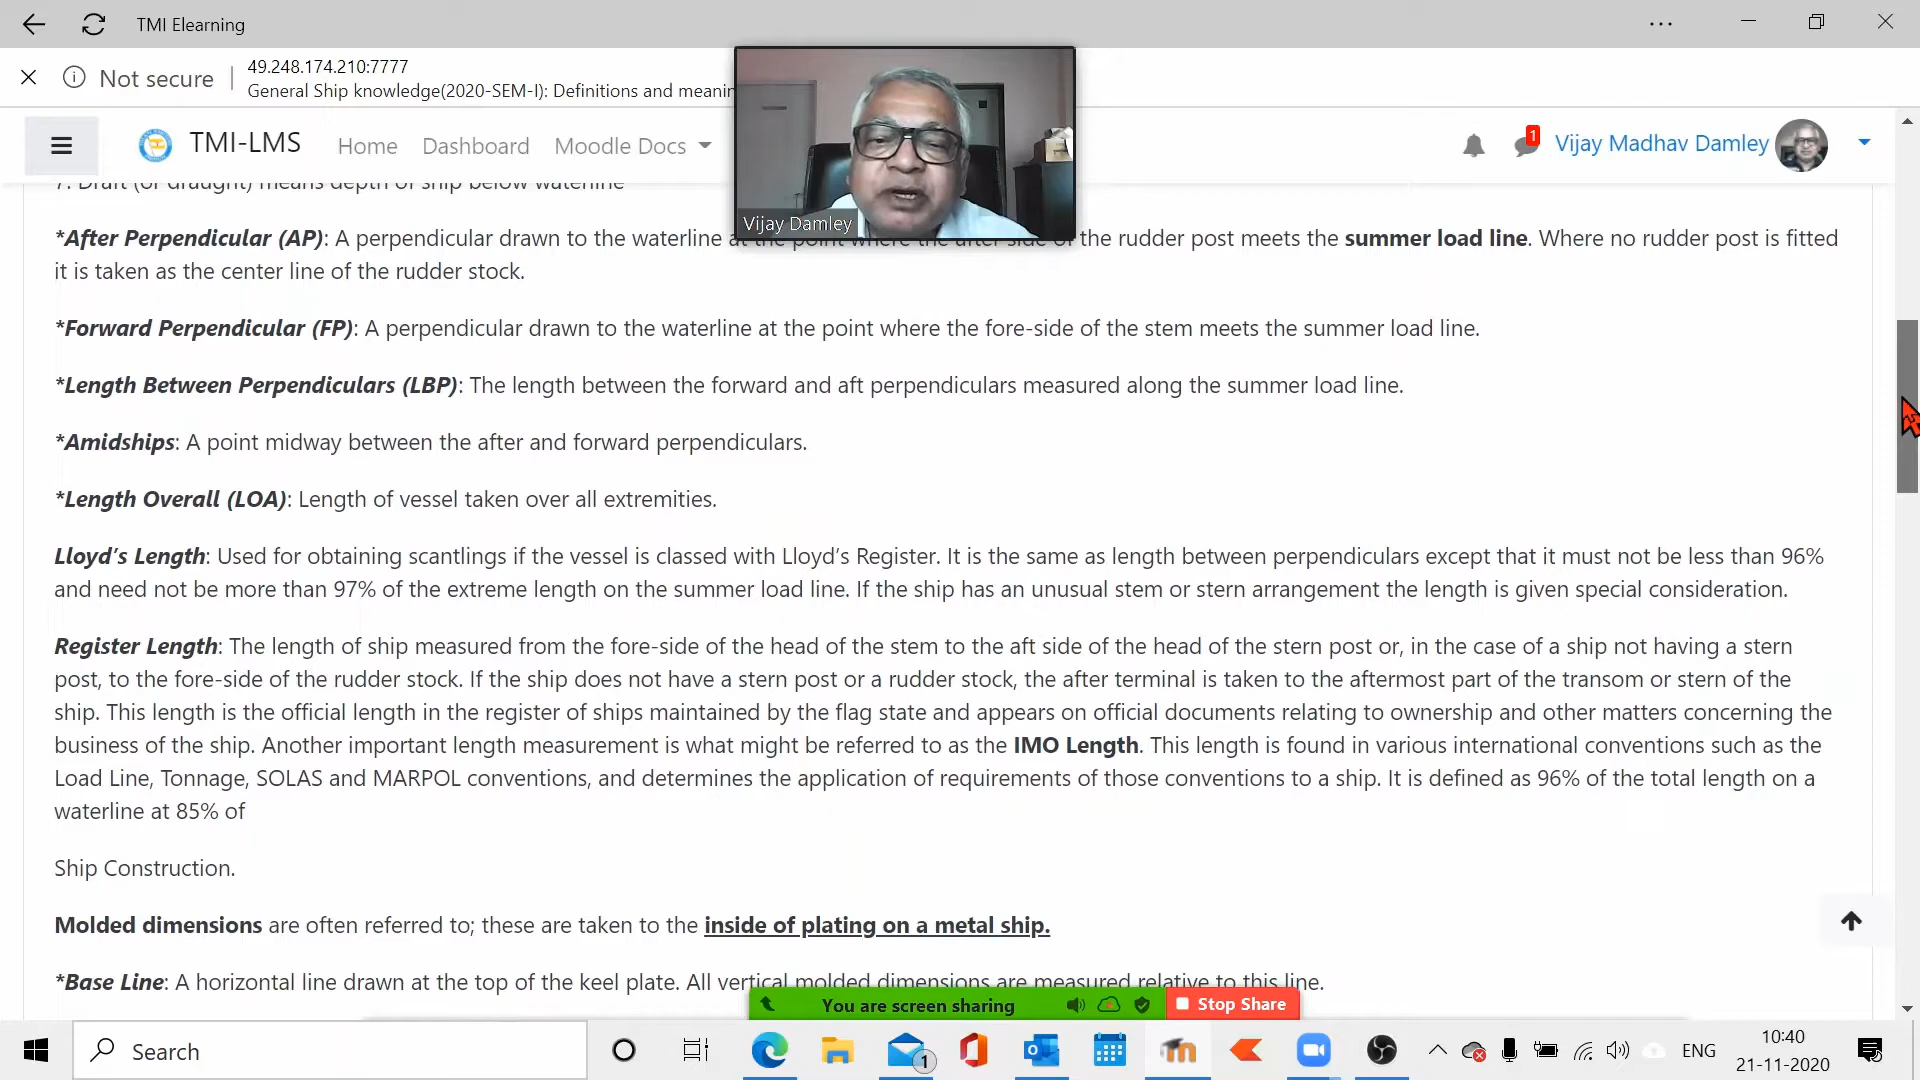 TMI Elearning
Not secure
49.248.174.210:7777
General Ship knowledge(2020-SEM-I): Definitions and meanin
TMI-LMS
Home
Dashboard
Moodle Docs
1
Vijay Madhav Damley
Vijay Damley
7. Draft (or draught) means depth of ship below waterline
*After Perpendicular (AP): A perpendicular drawn to the waterline at the point where the after side of the rudder post meets the summer load line. Where no rudder post is fitted
it is taken as the center line of the rudder stock.
*Forward Perpendicular (FP): A perpendicular drawn to the waterline at the point where the fore-side of the stem meets the summer load line.
*Length Between Perpendiculars (LBP): The length between the forward and aft perpendiculars measured along the summer load line.
*Amidships: A point midway between the after and forward perpendiculars.
*Length Overall (LOA): Length of vessel taken over all extremities.
Lloyd's Length: Used for obtaining scantlings if the vessel is classed with Lloyd's Register. It is the same as length between perpendiculars except that it must not be less than 96%
and need not be more than 97% of the extreme length on the summer load line. If the ship has an unusual stem or stern arrangement the length is given special consideration.
Register Length: The length of ship measured from the fore-side of the head of the stem to the aft side of the head of the stern post or, in the case of a ship not having a stern
post, to the fore-side of the rudder stock. If the ship does not have a stern post or a rudder stock, the after terminal is taken to the aftermost part of the transom or stern of the
ship. This length is the official length in the register of ships maintained by the flag state and appears on official documents relating to ownership and other matters concerning the
business of the ship. Another important length measurement is what might be referred to as the IMO Length. This length is found in various international conventions such as the
Load Line, Tonnage, SOLAS and MARPOL conventions, and determines the application of requirements of those conventions to a ship. It is defined as 96% of the total length on a
waterline at 85% of
Ship Construction.
Molded dimensions are often referred to; these are taken to the inside of plating on a metal ship.
*Base Line: A horizontal line drawn at the top of the keel plate. All vertical molded dimensions are measured relative to this line.
You are screen sharing
Stop Share
Search
1
ENG
10:40
21-11-2020